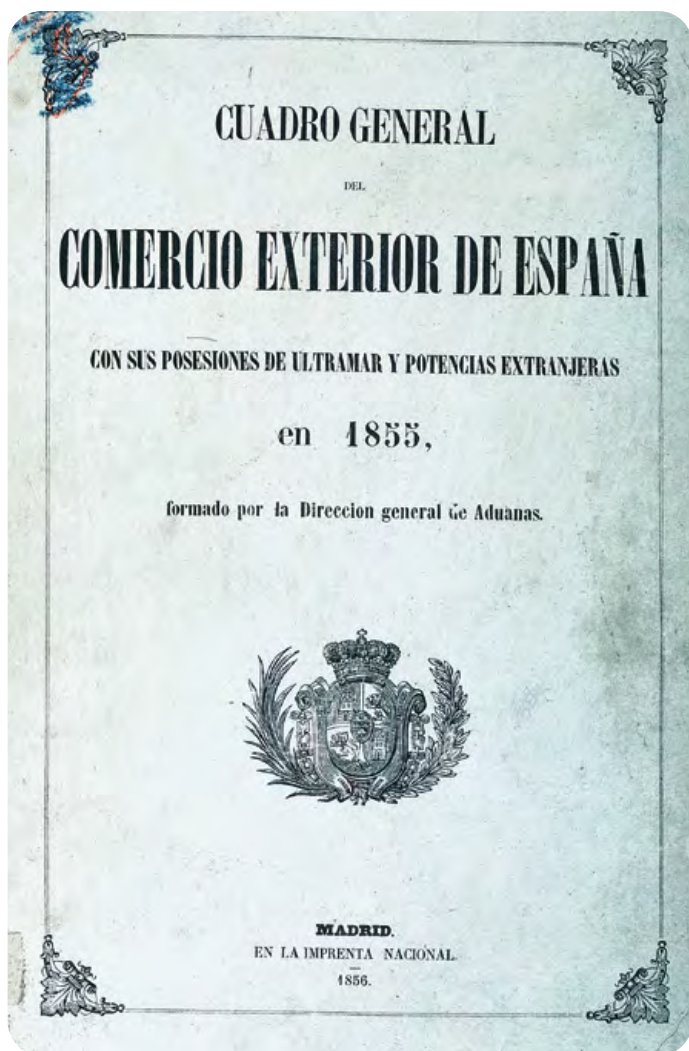 CUADRO GENERAL
DEL
COMERCIO EXTERIOR DE ESPAÑA
CON SUS POSESIONES DE ULTRAMAR Y POTENCIAS EXTRANJERAS
en 1855,
formado por la Direccion general de Aduanas.
MADRID.
EN LA IMPRENTA NACIONAL.
1856.